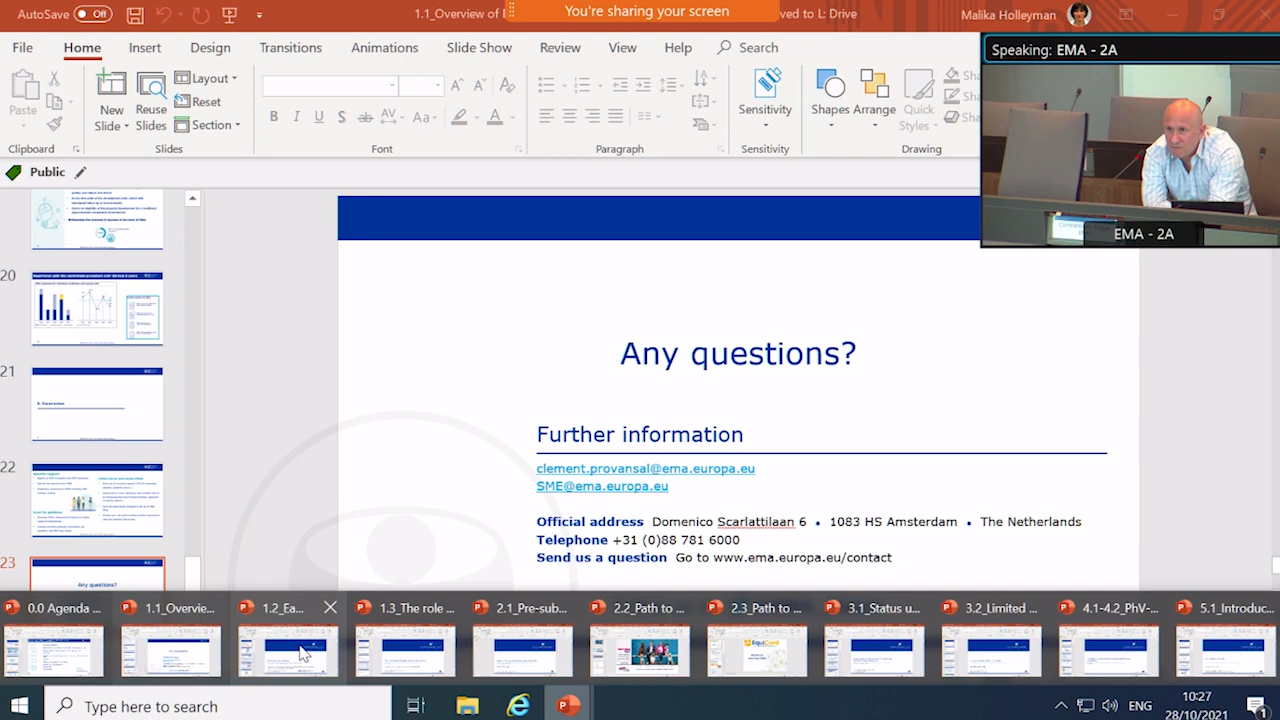 AutoSave Off
1.1_Overview of
You're sharing your screen
ved to L: Drive
Malika Holleyman
File Home Insert Design Transitions Animations Slide Show Review View Help Search
Speaking: EMA - 2A
Paste
New Slide
Reuse Slides
Layout
Reset
Section
B I U S ab AV Aa A
Sensitivity
Shapes Arrange Quick Styles
Sha
Sha
Sha
Clipboard Slides Font Paragraph Sensitivity Drawing
Public
EMA - 2A
20
21
22
23
Any questions?
Any questions?
Further information
clement.provansal@ema.europa.eu
SME@ema.europa.eu
Official address Domenico Scarlattilaan 6 • 1083 HS Amsterdam • The Netherlands
Telephone +31 (0)88 781 6000
Send us a question Go to www.ema.europa.eu/contact
0.0 Agenda ... 1.1_Overvie... 1.2_Ea... 1.3_The role ... 2.1_Pre-sub... 2.2_Path to ... 2.3_Path to ... 3.1_Status u... 3.2_Limited ... 4.1-4.2_PhV-... 5.1_Introduc...
Type here to search
ENG
10:27
28/10/2021
1